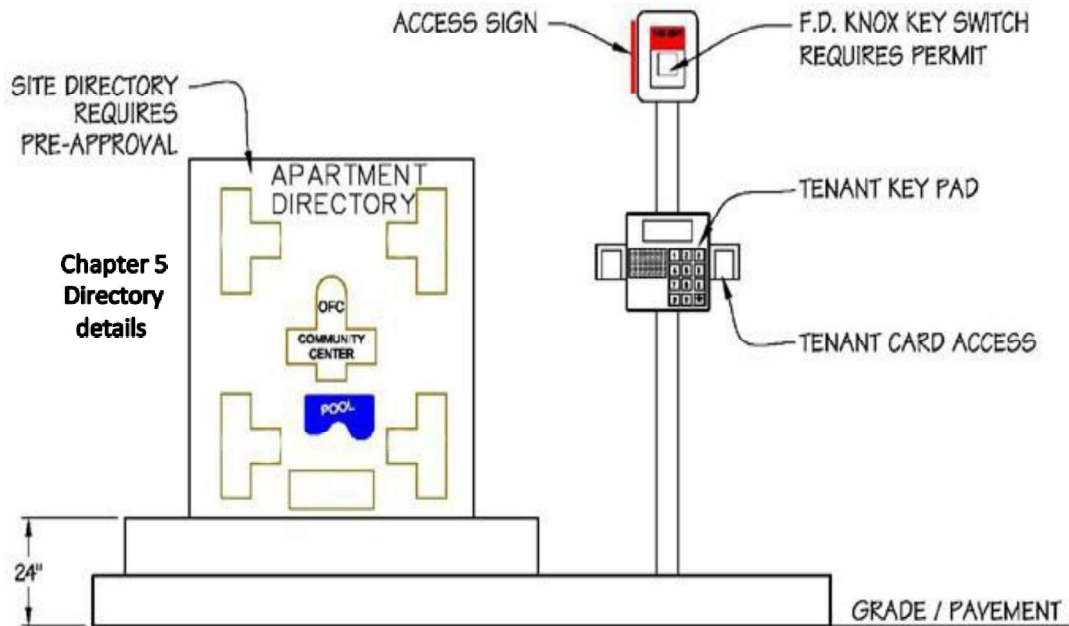 ACCESS SIGN
F.D. KNOX KEY SWITCH
REQUIRES PERMIT
SITE DIRECTORY
REQUIRES
PRE-APPROVAL
APARTMENT
DIRECTORY
TENANT KEY PAD
Chapter 5
Directory
details
OFC
COMMUNITY
CENTER
TENANT CARD ACCESS
POOL
24"
GRADE / PAVEMENT